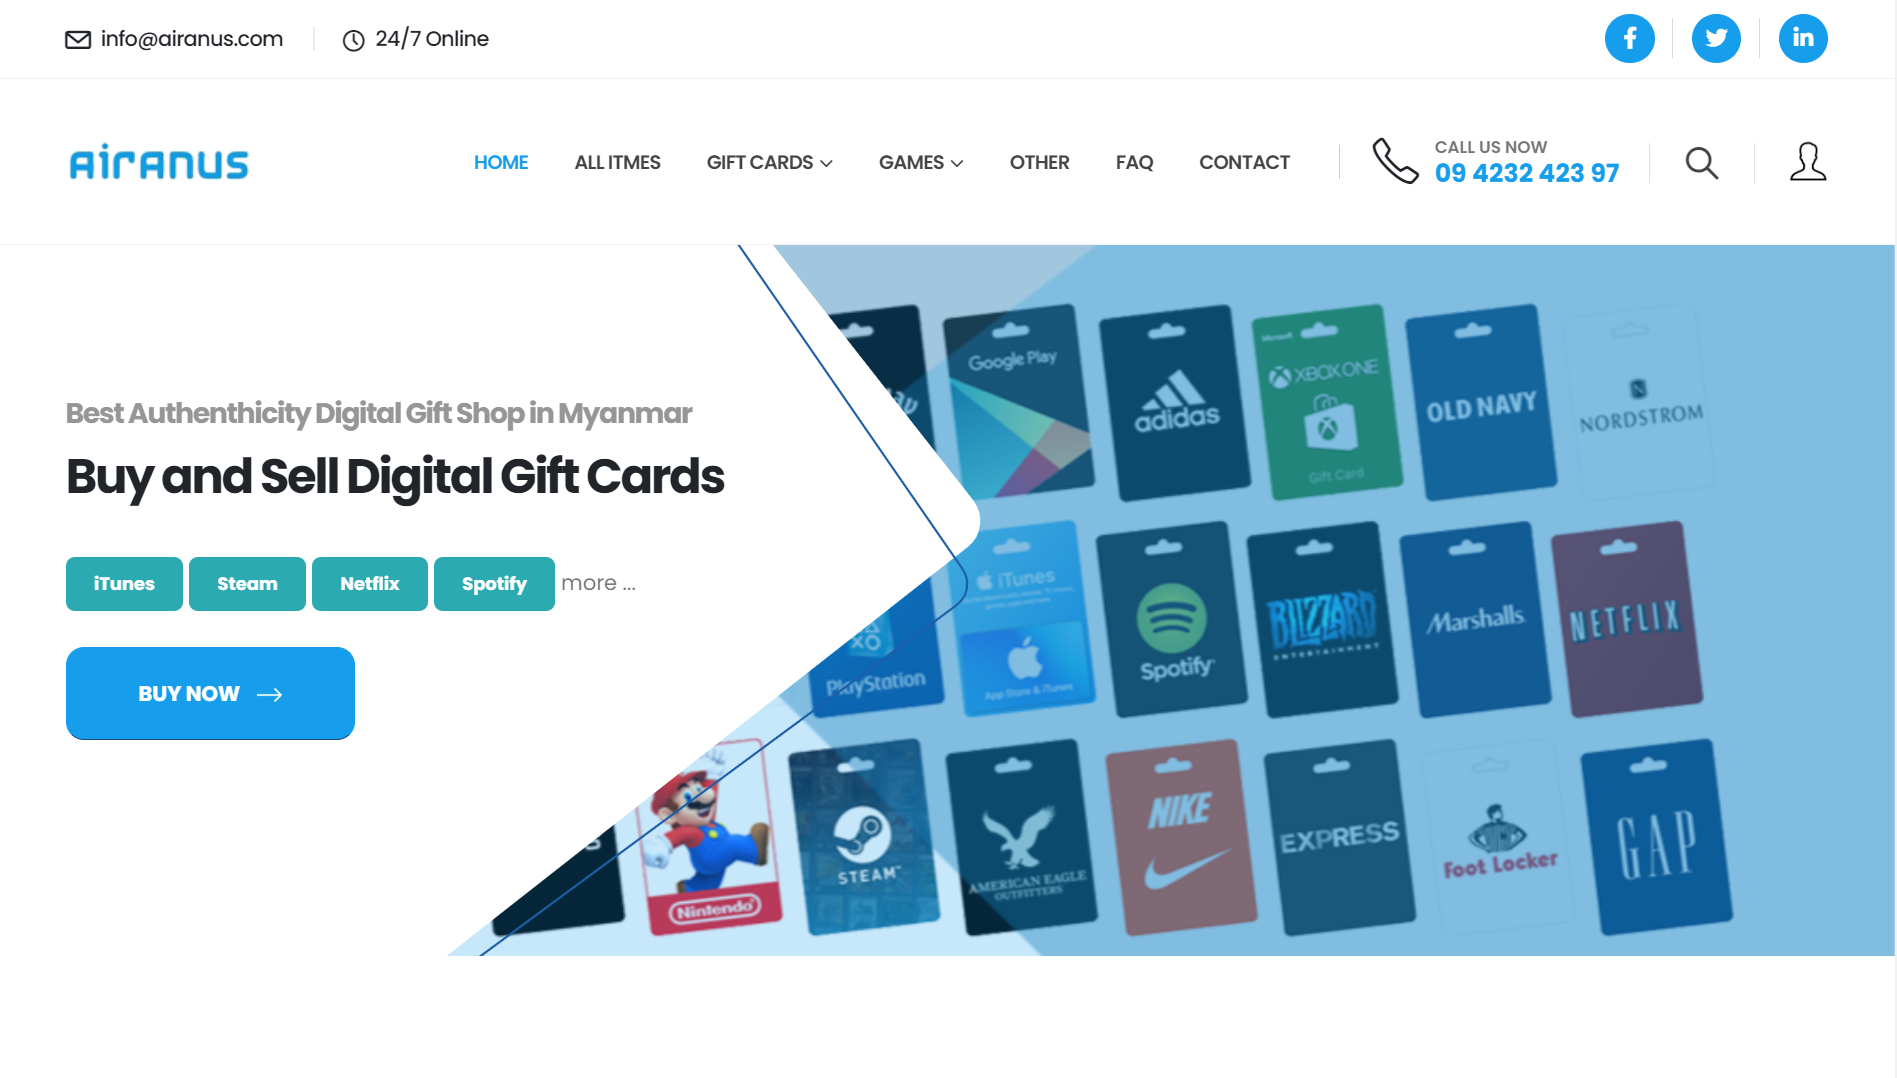 info@airanus.com
24/7 Online
AiRANUS
HOME
ALL ITMES
GIFT CARDS
GAMES
OTHER
FAQ
CONTACT
CALL US NOW
09 4232 423 97
Best Authenthicity Digital Gift Shop in Myanmar
Buy and Sell Digital Gift Cards
iTunes
Steam
Netflix
Spotify
more ...
BUY NOW
Google Play
adidas
Microsoft
XBOX ONE
Gift Card
OLD NAVY
NORDSTROM
PlayStation
iTunes
App Store & iTunes
Spotify
BLIZZARD
ENTERTAINMENT
Marshalls
NETFLIX
Nintendo
STEAM™
AMERICAN EAGLE
OUTFITTERS
NIKE
EXPRESS
Foot Locker
GAP